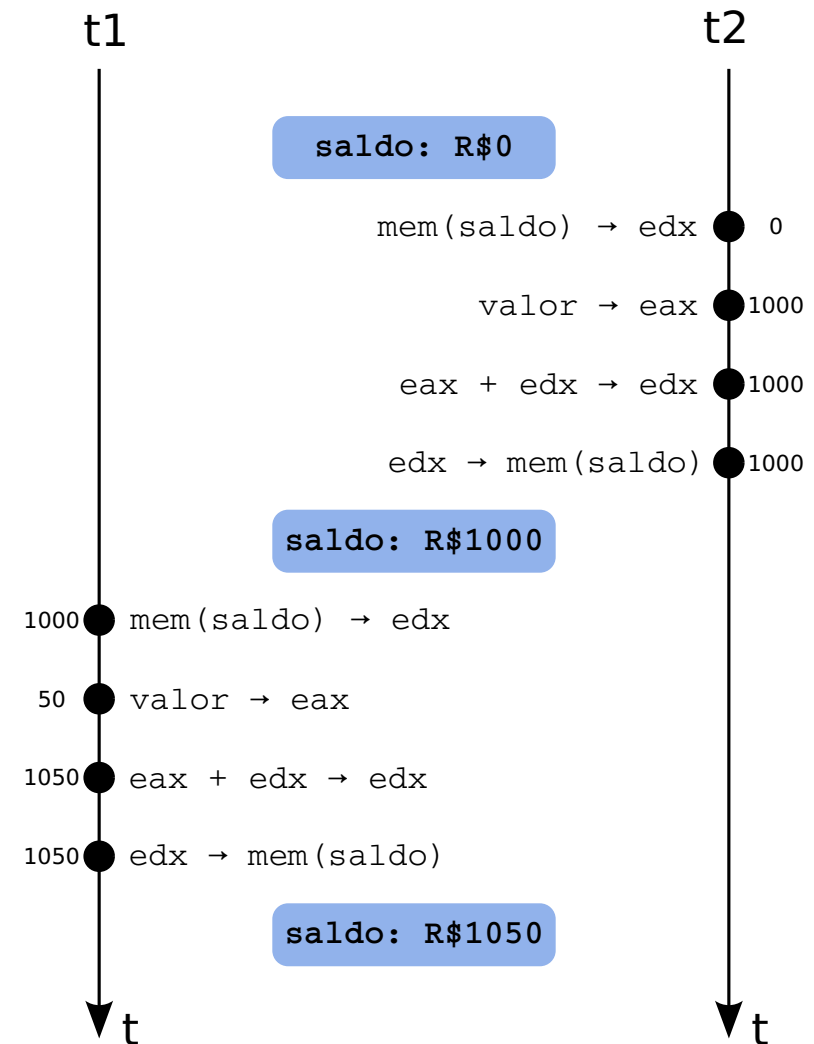 t1 t2
saldo: R$0
mem(saldo) → edx 0
valor → eax 1000
eax + edx → edx 1000
edx → mem(saldo) 1000
saldo: R$1000
1000 mem(saldo) → edx
50 valor → eax
1050 eax + edx → edx
1050 edx → mem(saldo)
saldo: R$1050
t t